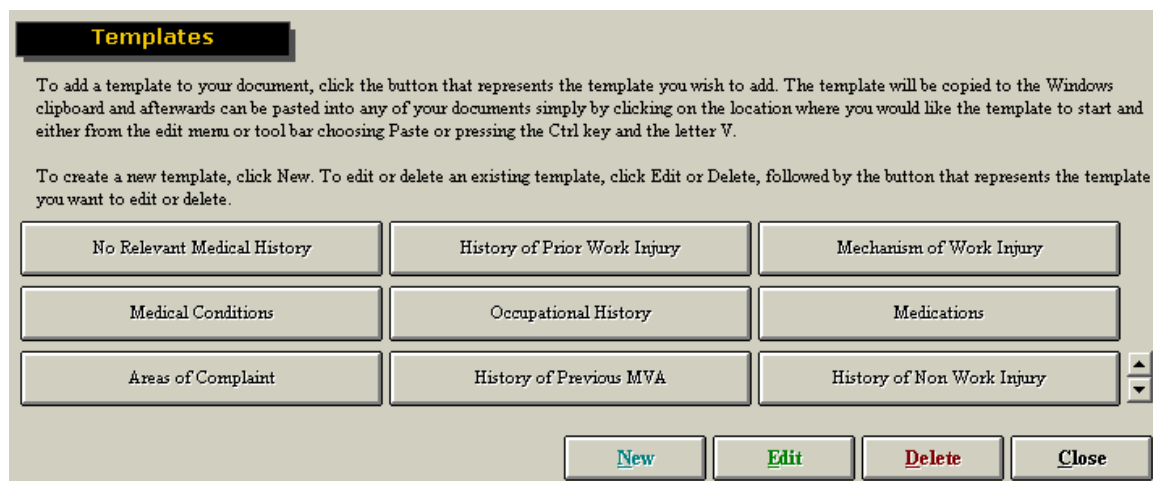 Templates
To add a template to your document, click the button that represents the template you wish to add. The template will be copied to the Windows
clipboard and afterwards can be pasted into any of your documents simply by clicking on the location where you would like the template to start and
either from the edit menu or tool bar choosing Paste or pressing the Ctrl key and the letter V.
To create a new template, click New. To edit or delete an existing template, click Edit or Delete, followed by the button that represents the template
you want to edit or delete.
No Relevant Medical History
History of Prior Work Injury
Mechanism of Work Injury
Medical Conditions
Occupational History
Medications
Areas of Complaint
History of Previous MVA
History of Non Work Injury
New
Edit
Delete
Close